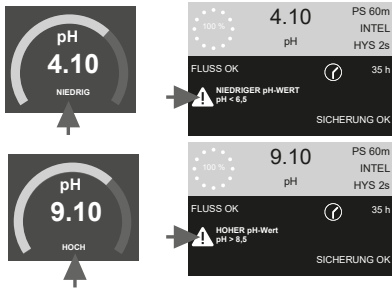 pH
4.10
NIEDRIG
100 %
4.10
pH
PS 60m
INTEL
HYS 2s
FLUSS OK
35 h
NIEDRIGER pH-WERT
pH < 6,5
SICHERUNG OK
pH
9.10
HOCH
100 %
9.10
pH
PS 60m
INTEL
HYS 2s
FLUSS OK
35 h
HOHER pH-Wert
pH > 8,5
SICHERUNG OK